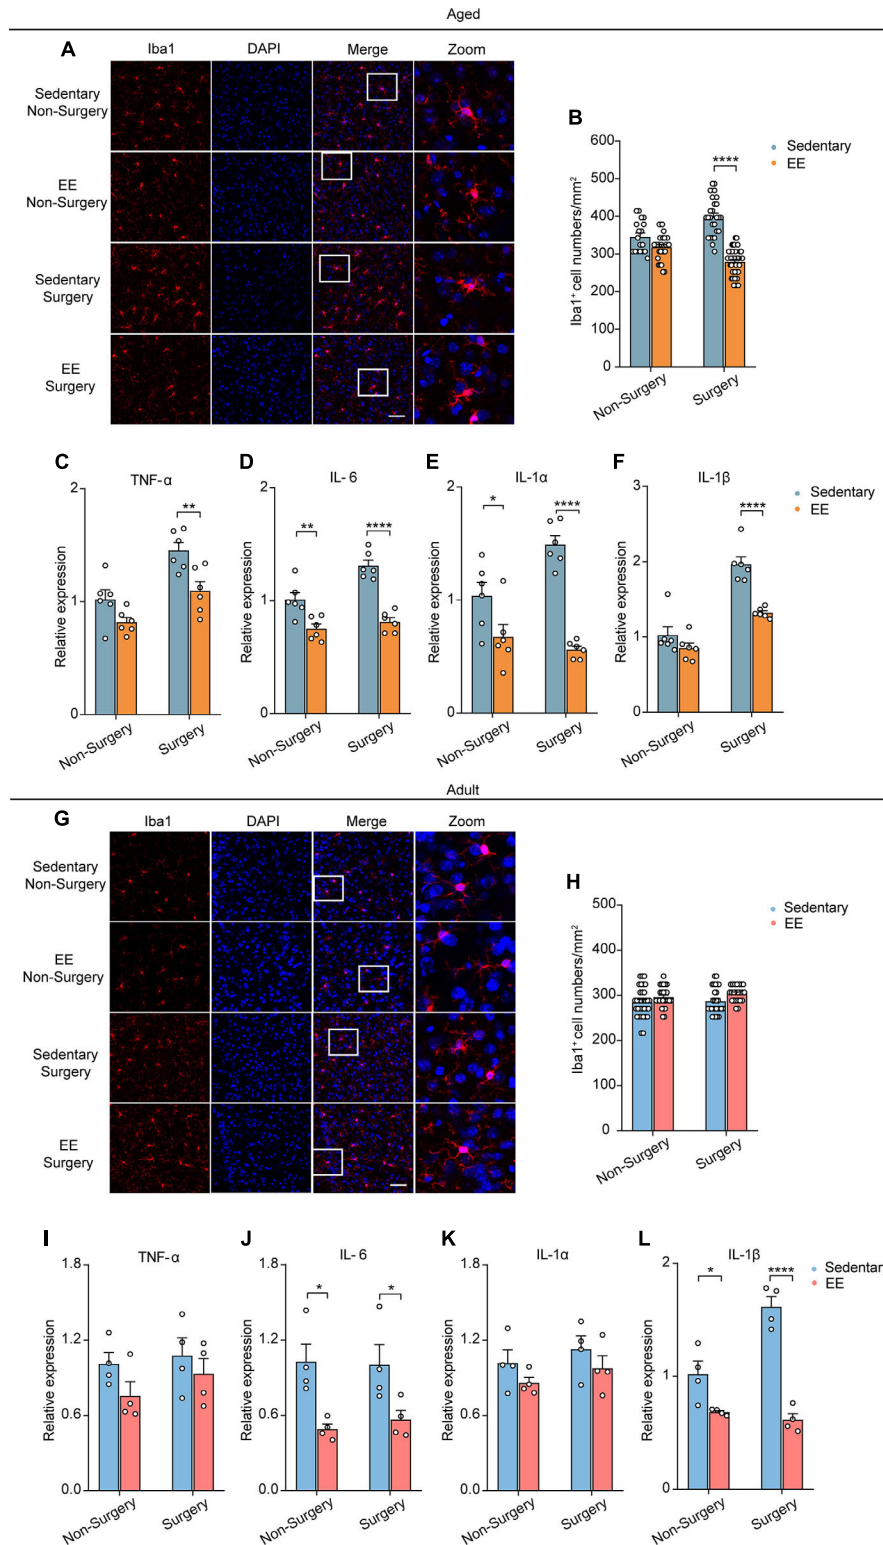 Aged
A
Iba1 DAPI Merge Zoom
Sedentary
Non-Surgery
EE
Non-Surgery
Sedentary
Surgery
EE
Surgery
B
Iba1+ cell numbers/mm2
600
400
300
200
100
0
Non-Surgery Surgery
****
Sedentary
EE
C
TNF-α
Relative expression
2
1
0
**
Non-Surgery Surgery
D
IL-6
Relative expression
2
1
0
** ****
Non-Surgery Surgery
E
IL-1α
Relative expression
2
1
0
* ****
Non-Surgery Surgery
F
IL-1β
Relative expression
3
2
1
0
****
Non-Surgery Surgery
Sedentary
EE
Adult
G
Iba1 DAPI Merge Zoom
Sedentary
Non-Surgery
EE
Non-Surgery
Sedentary
Surgery
EE
Surgery
H
Iba1+ cell numbers/mm2
500
400
300
200
100
0
Non-Surgery Surgery
Sedentary
EE
I
TNF-α
Relative expression
1.8
1.2
0.6
0.0
Non-Surgery Surgery
J
IL-6
Relative expression
1.8
1.2
0.6
0.0
* *
Non-Surgery Surgery
K
IL-1α
Relative expression
1.8
1.2
0.6
0.0
Non-Surgery Surgery
L
IL-1β
Relative expression
2
1
0
* ****
Non-Surgery Surgery
Sedentar
EE